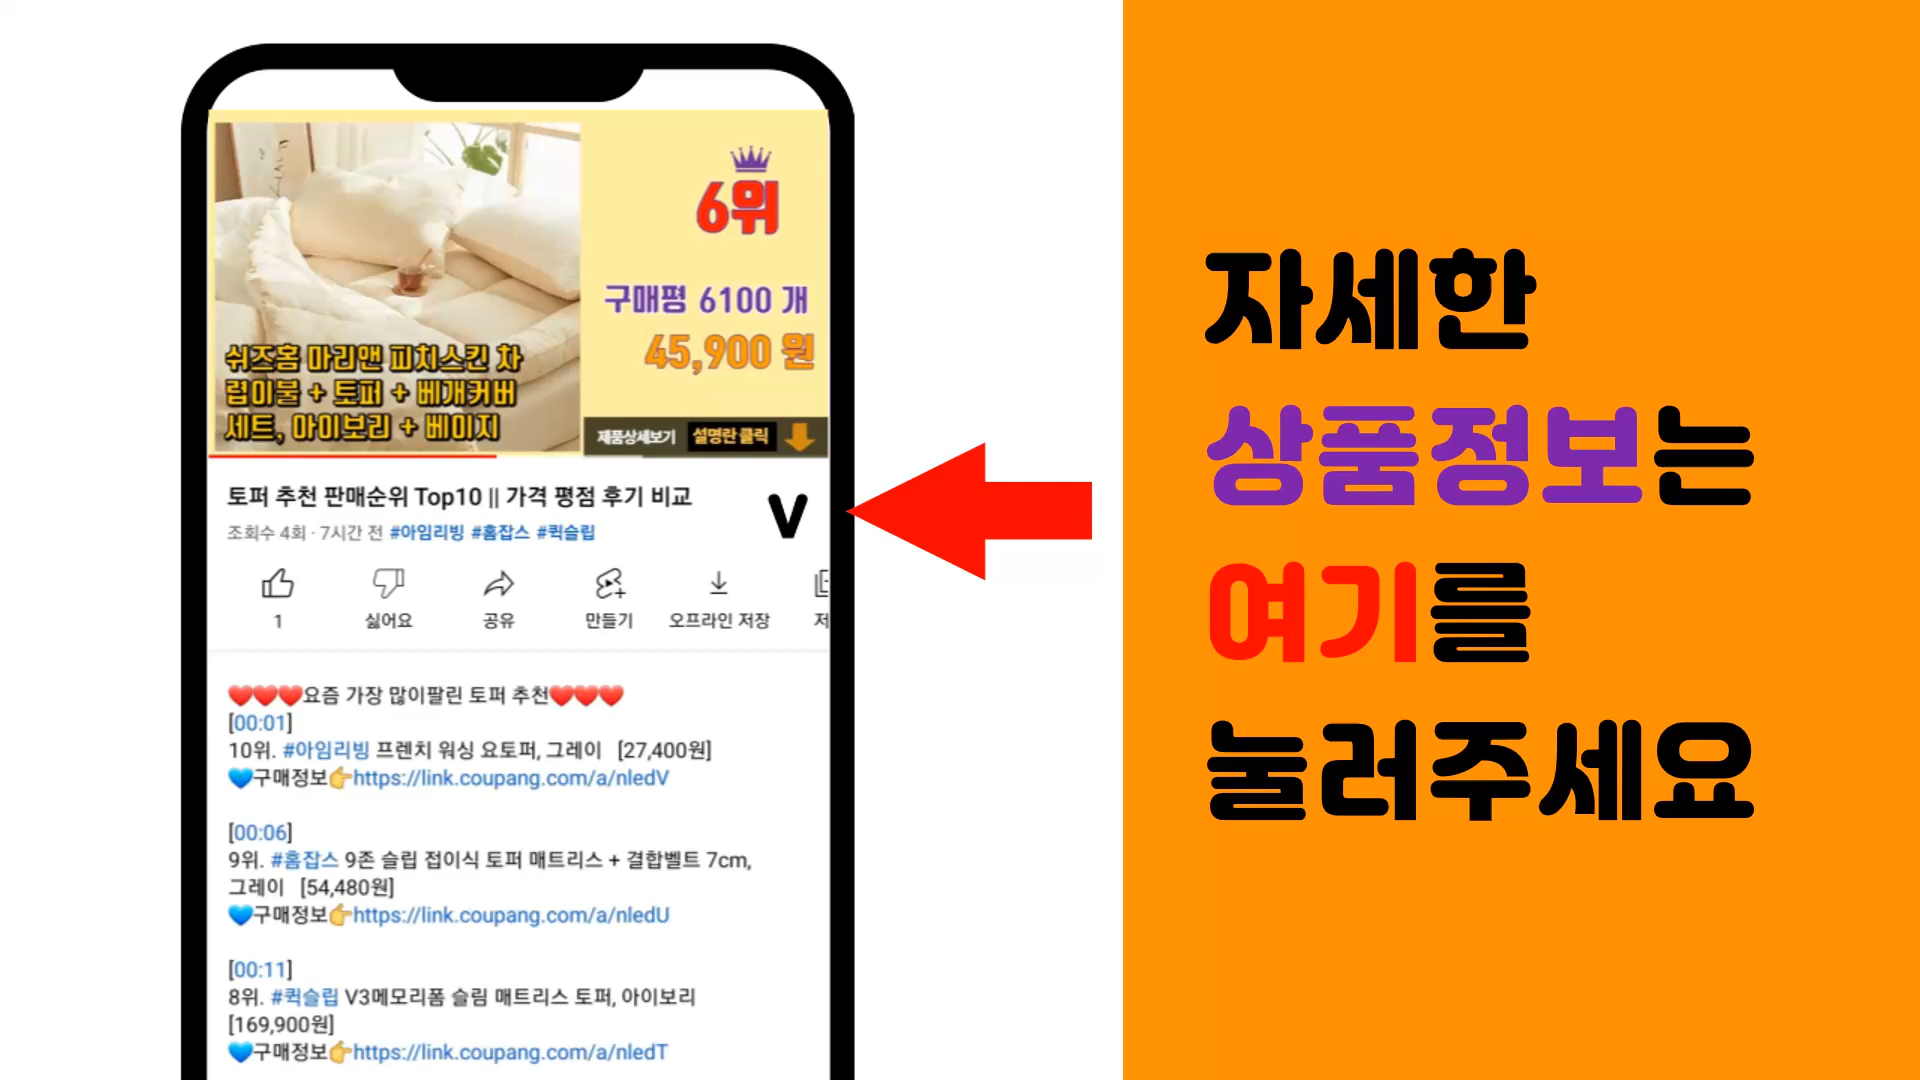 6위
구매평 6100 개
45,900 원
쉬즈홈 마리앤 피치스킨 차
렵이불 + 토퍼 + 베개커버
세트, 아이보리 + 베이지
제품상세보기 설명란 클릭
토퍼 추천 판매순위 Top10 || 가격 평점 후기 비교
V
조회수 4회 · 7시간 전 #아임리빙 #홈잡스 #퀵슬립
1 싫어요 공유 만들기 오프라인 저장 저
❤️❤️❤️요즘 가장 많이팔린 토퍼 추천❤️❤️❤️
[00:01]
10위. #아임리빙 프렌치 워싱 요토퍼, 그레이 [27,400원]
💙구매정보👉https://link.coupang.com/a/nledV
[00:06]
9위. #홈잡스 9존 슬립 접이식 토퍼 매트리스 + 결합벨트 7cm,
그레이 [54,480원]
💙구매정보👉https://link.coupang.com/a/nledU
[00:11]
8위. #퀵슬립 V3메모리폼 슬림 매트리스 토퍼, 아이보리
[169,900원]
💙구매정보👉https://link.coupang.com/a/nledT
자세한
상품정보는
여기를
눌러주세요